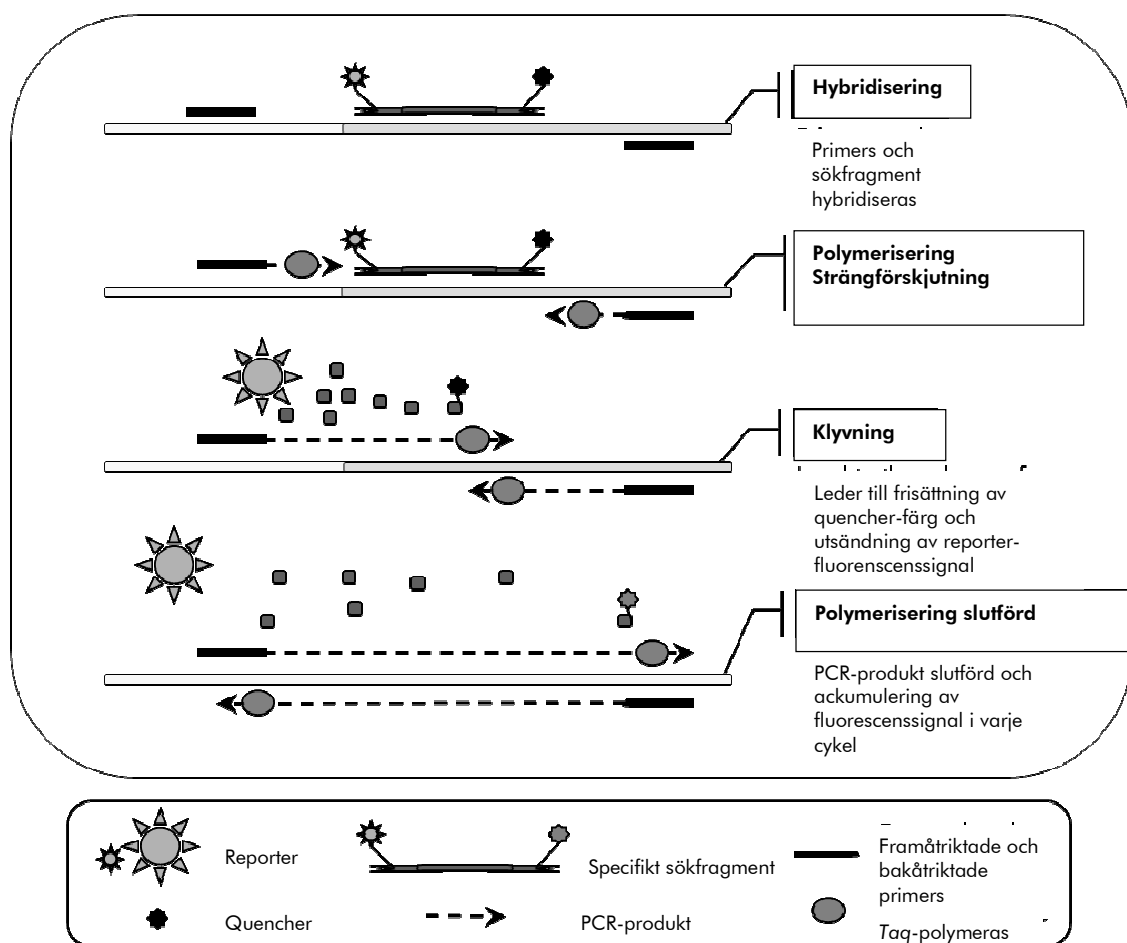 Hybridisering
Primers och
sökfragment
hybridiseras
Polymerisering
Strängförskjutning
Klyvning
Leder till frisättning av
quencher-färg och
utsändning av reporter-
fluorenscenssignal
Polymerisering slutförd
PCR-produkt slutförd och
ackumulering av
fluorescenssignal i varje
cykel
Reporter
Specifikt sökfragment
Framåtriktade och
bakåtriktade
primers
Quencher
PCR-produkt
Taq-polymeras